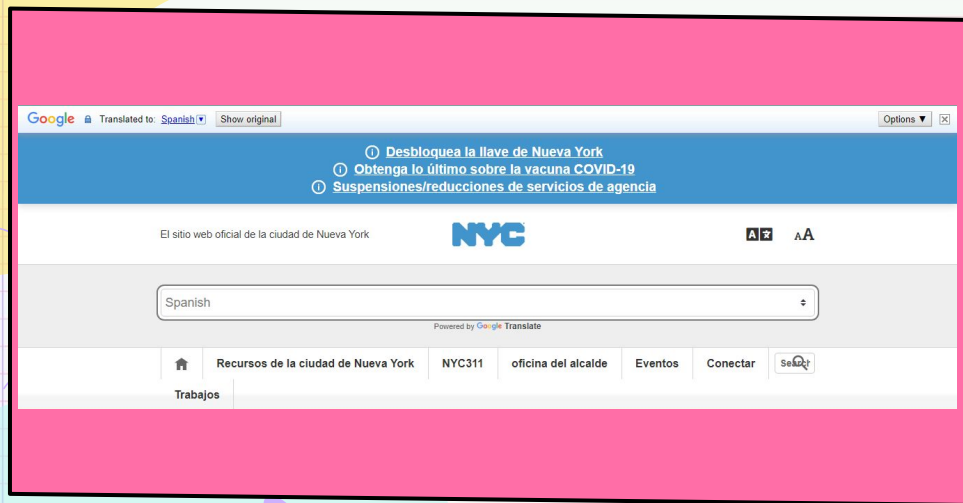 Google Translated to: Spanish Show original Options
Desbloquea la llave de Nueva York
Obtenga lo último sobre la vacuna COVID-19
Suspensiones/reducciones de servicios de agencia
El sitio web oficial de la ciudad de Nueva York NYC A AA
Spanish
Powered by Google Translate
Recursos de la ciudad de Nueva York NYC311 oficina del alcalde Eventos Conectar Search
Trabajos